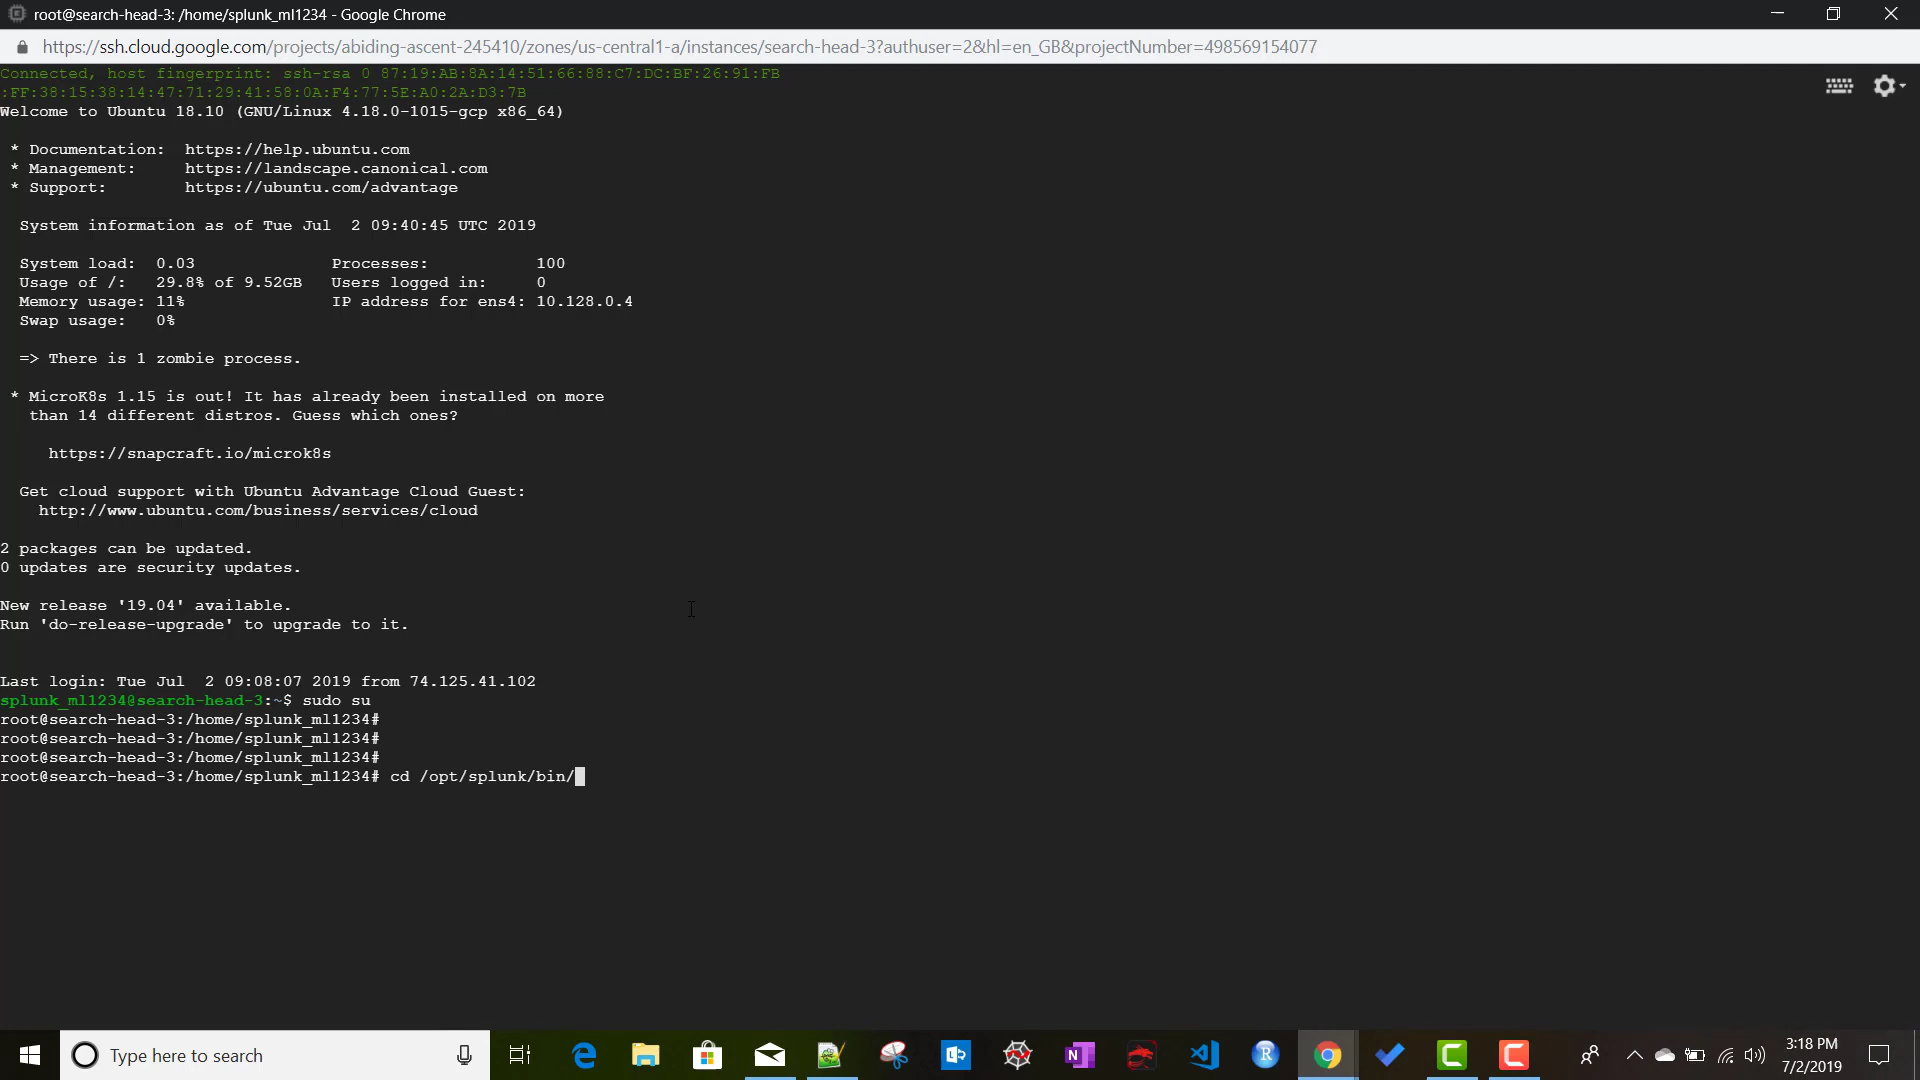 root@search-head-3: /home/splunk_ml1234 - Google Chrome
https://ssh.cloud.google.com/projects/abiding-ascent-245410/zones/us-central1-a/instances/search-head-3?authuser=2&hl=en_GB&projectNumber=498569154077
Connected, host fingerprint: ssh-rsa 0 87:19:AB:8A:14:51:66:88:C7:DC:BF:26:91:FB
:FF:38:15:38:14:47:71:29:41:58:0A:F4:77:5E:A0:2A:D3:7B
Welcome to Ubuntu 18.10 (GNU/Linux 4.18.0-1015-gcp x86_64)
* Documentation:  https://help.ubuntu.com
* Management:     https://landscape.canonical.com
* Support:        https://ubuntu.com/advantage
System information as of Tue Jul  2 09:40:45 UTC 2019
System load:  0.03              Processes:           100
Usage of /:   29.8% of 9.52GB   Users logged in:     0
Memory usage: 11%               IP address for ens4: 10.128.0.4
Swap usage:   0%
=> There is 1 zombie process.
* MicroK8s 1.15 is out! It has already been installed on more
than 14 different distros. Guess which ones?
https://snapcraft.io/microk8s
Get cloud support with Ubuntu Advantage Cloud Guest:
http://www.ubuntu.com/business/services/cloud
2 packages can be updated.
0 updates are security updates.
New release '19.04' available.
Run 'do-release-upgrade' to upgrade to it.
Last login: Tue Jul  2 09:08:07 2019 from 74.125.41.102
splunk_ml1234@search-head-3:~$ sudo su
root@search-head-3:/home/splunk_ml1234#
root@search-head-3:/home/splunk_ml1234#
root@search-head-3:/home/splunk_ml1234#
root@search-head-3:/home/splunk_ml1234# cd /opt/splunk/bin/
Type here to search
3:18 PM
7/2/2019